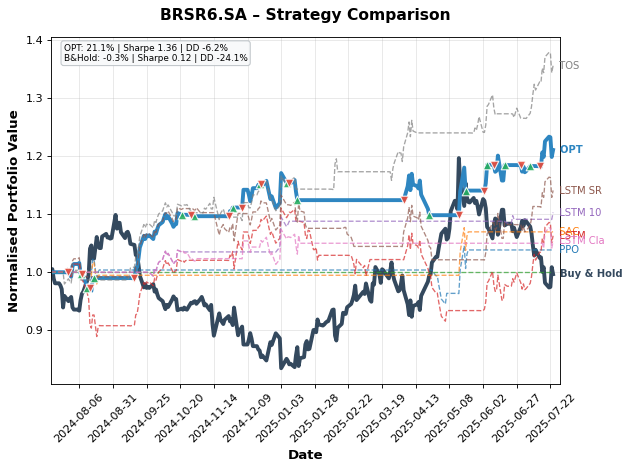 BRSR6.SA – Strategy Comparison
OPT: 21.1% | Sharpe 1.36 | DD -6.2%
B&Hold: -0.3% | Sharpe 0.12 | DD -24.1%
Normalised Portfolio Value
1.4
1.3
1.2
1.1
1.0
0.9
TOS
OPT
LSTM SR
LSTM 10
LSTM Cla
PPO
Buy & Hold
2024-08-06
2024-08-31
2024-09-25
2024-10-20
2024-11-14
2024-12-09
2025-01-03
2025-01-28
2025-02-22
2025-03-19
2025-04-13
2025-05-08
2025-06-02
2025-06-27
2025-07-22
Date